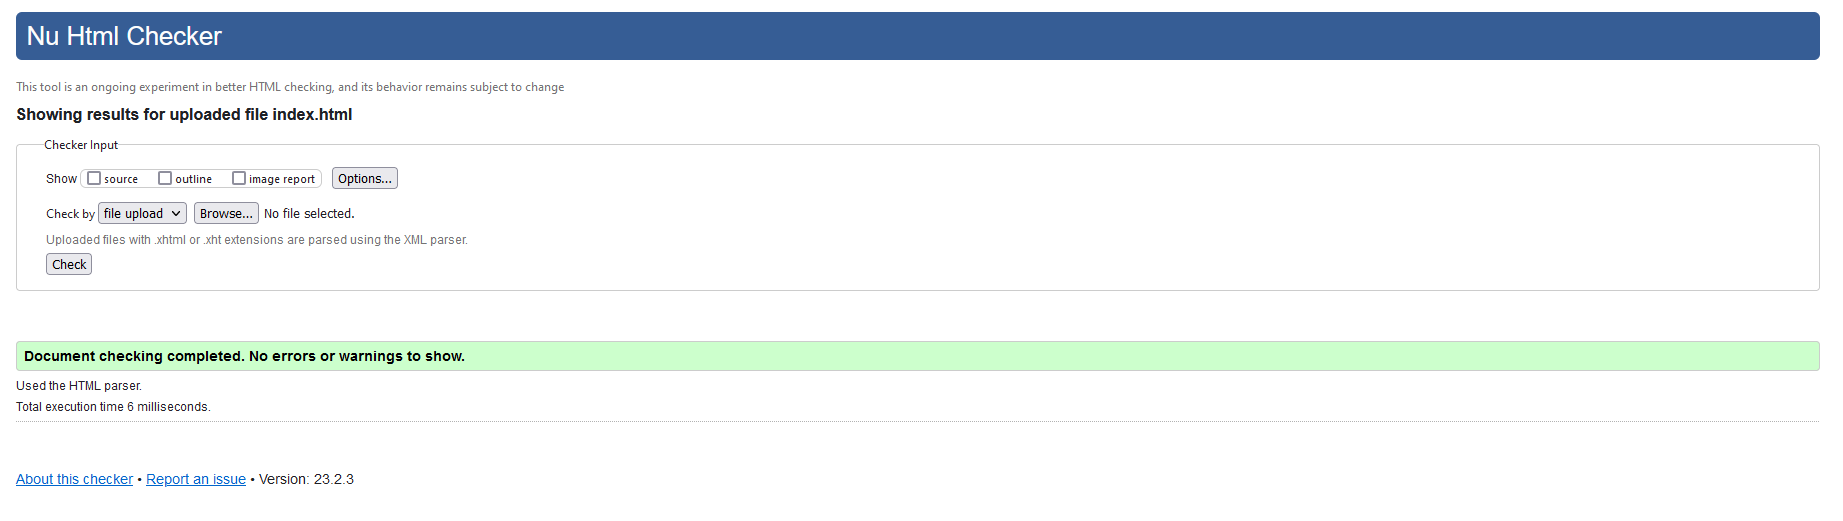 Nu Html Checker
This tool is an ongoing experiment in better HTML checking, and its behavior remains subject to change
Showing results for uploaded file index.html
Checker Input
Show source outline image report Options...
Check by file upload Browse... No file selected.
Uploaded files with .xhtml or .xht extensions are parsed using the XML parser.
Check
Document checking completed. No errors or warnings to show.
Used the HTML parser.
Total execution time 6 milliseconds.
About this checker • Report an issue • Version: 23.2.3